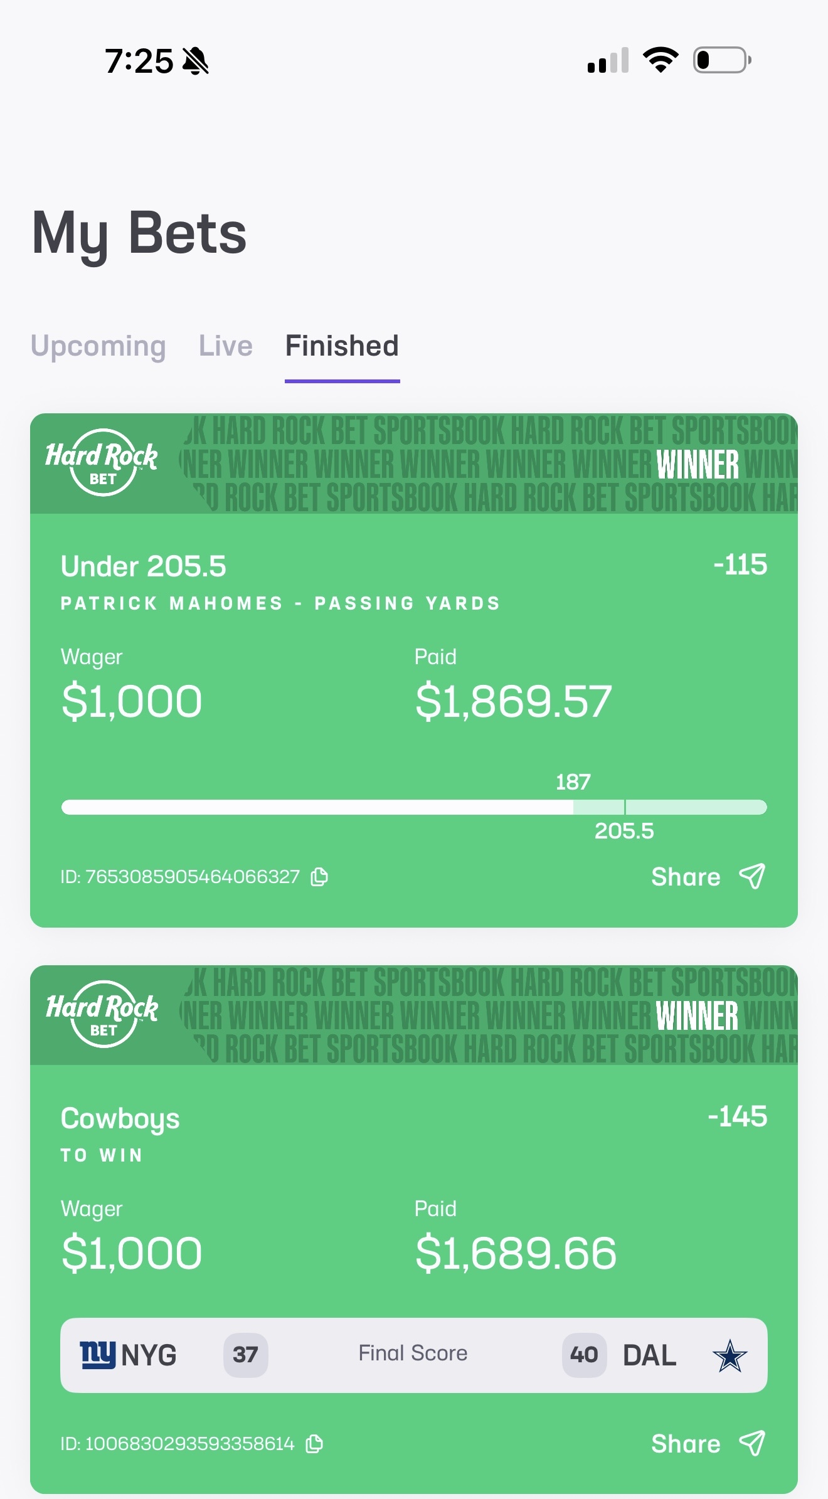 7:25
My Bets
Upcoming Live Finished
Hard Rock
BET
K HARD ROCK BET SPORTSBOOK HARD ROCK BET SPORTSBOO
NER WINNER WINNER WINNER WINNER WINNER WINNER WINN
D ROCK BET SPORTSBOOK HARD ROCK BET SPORTSBOOK HAR
Under 205.5 -115
PATRICK MAHOMES - PASSING YARDS
Wager Paid
$1,000 $1,869.57
187
205.5
ID: 7653085905464066327 Share
Hard Rock
BET
K HARD ROCK BET SPORTSBOOK HARD ROCK BET SPORTSBOO
NER WINNER WINNER WINNER WINNER WINNER WINNER WINN
D ROCK BET SPORTSBOOK HARD ROCK BET SPORTSBOOK HAR
Cowboys -145
TO WIN
Wager Paid
$1,000 $1,689.66
ny NYG 37 Final Score 40 DAL
ID: 1006830293593358614 Share